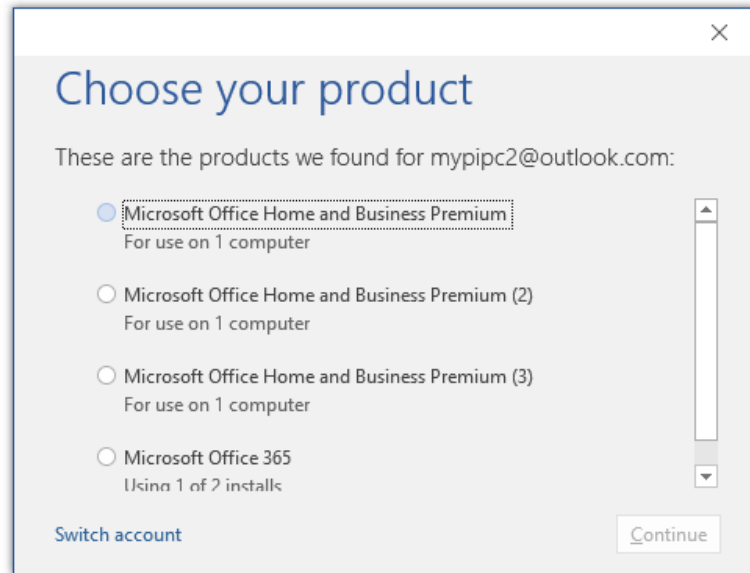 Choose your product
These are the products we found for mypipc2@outlook.com:
Microsoft Office Home and Business Premium
For use on 1 computer
Microsoft Office Home and Business Premium (2)
For use on 1 computer
Microsoft Office Home and Business Premium (3)
For use on 1 computer
Microsoft Office 365
Using 1 of 2 installs
Switch account
Continue